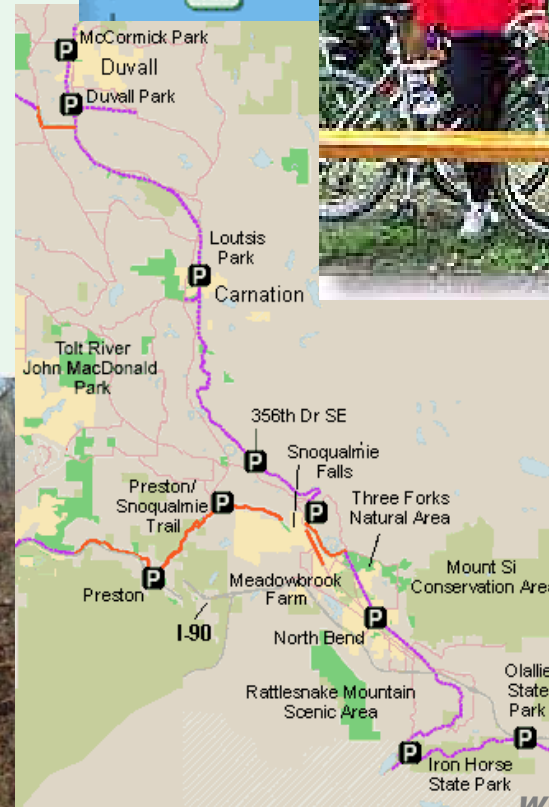 P
McCormick Park
Duvall
P
Duvall Park
Loutsis
Park
P
Carnation
Tolt River
John MacDonald
Park
356th Dr SE
P
Snoqualmie
Falls
Preston/
Snoqualmie
Trail
P
P
Three Forks
Natural Area
P
Preston
Meadowbrook
Farm
Mount Si
Conservation Area
I-90
P
North Bend
Rattlesnake Mountain
Scenic Area
Olallie
State
Park
P
P
Iron Horse
State Park